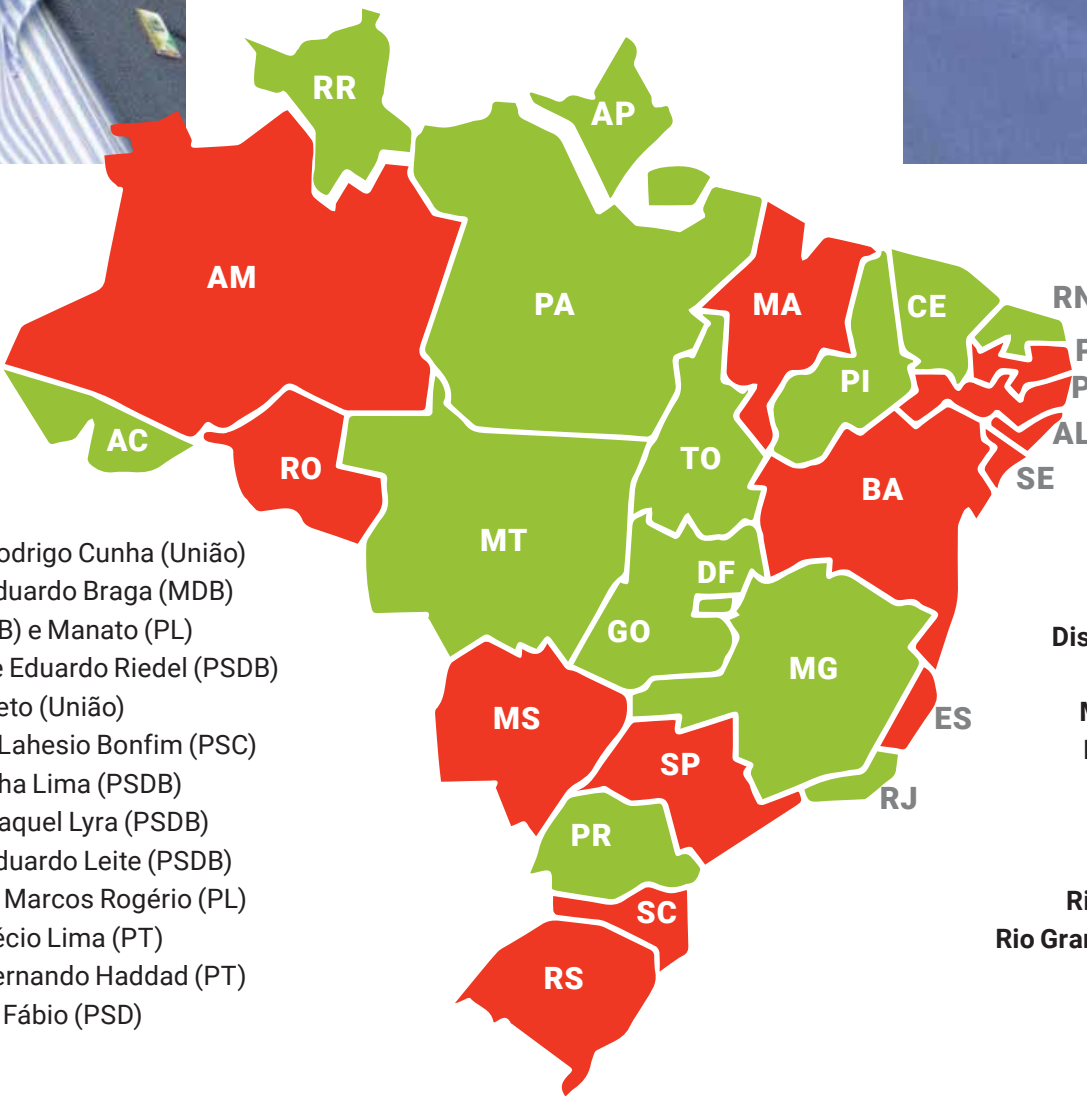 RR
AP
AM
PA
MA
CE
RN
P
PI
P
AC
AL
RO
TO
BA
SE
MT
DF
GO
MG
MS
ES
SP
RJ
PR
SC
RS
odrigo Cunha (União)
duardo Braga (MDB)
B) e Manato (PL)
e Eduardo Riedel (PSDB)
eto (União)
Lahesio Bonfim (PSC)
ha Lima (PSDB)
aquel Lyra (PSDB)
duardo Leite (PSDB)
Marcos Rogério (PL)
écio Lima (PT)
ernando Haddad (PT)
Fábio (PSD)
Dis
Ri
Rio Gran